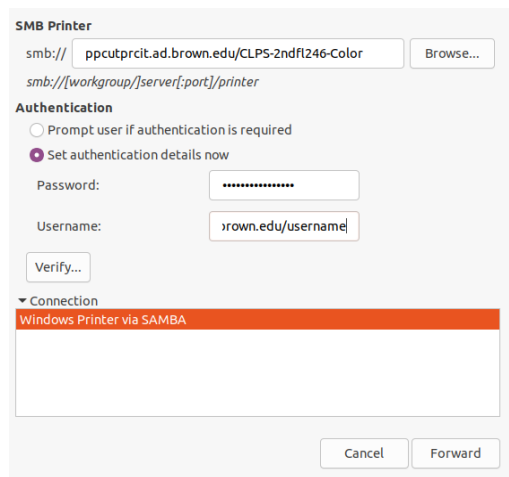 SMB Printer
smb:// ppcutprcit.ad.brown.edu/CLPS-2ndfl246-Color Browse...
smb://[workgroup/]server[:port]/printer
Authentication
Prompt user if authentication is required
Set authentication details now
Password: ••••••••••••••••
Username: brown.edu/username
Verify...
Connection
Windows Printer via SAMBA
Cancel Forward